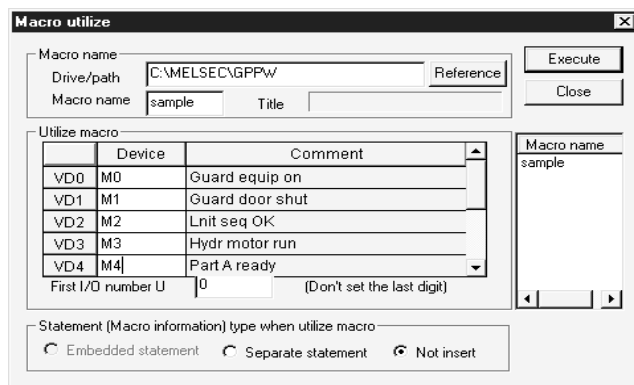 Macro utilize
Macro name
Drive/path C:\MELSEC\GPPW Reference
Macro name sample Title
Execute
Close
Utilize macro
Device Comment
VD0 M0 Guard equip on
VD1 M1 Guard door shut
VD2 M2 Lnit seq OK
VD3 M3 Hydr motor run
VD4 M4 Part A ready
First I/O number U 0 (Don't set the last digit)
Macro name
sample
Statement (Macro information) type when utilize macro
Embedded statement Separate statement Not insert